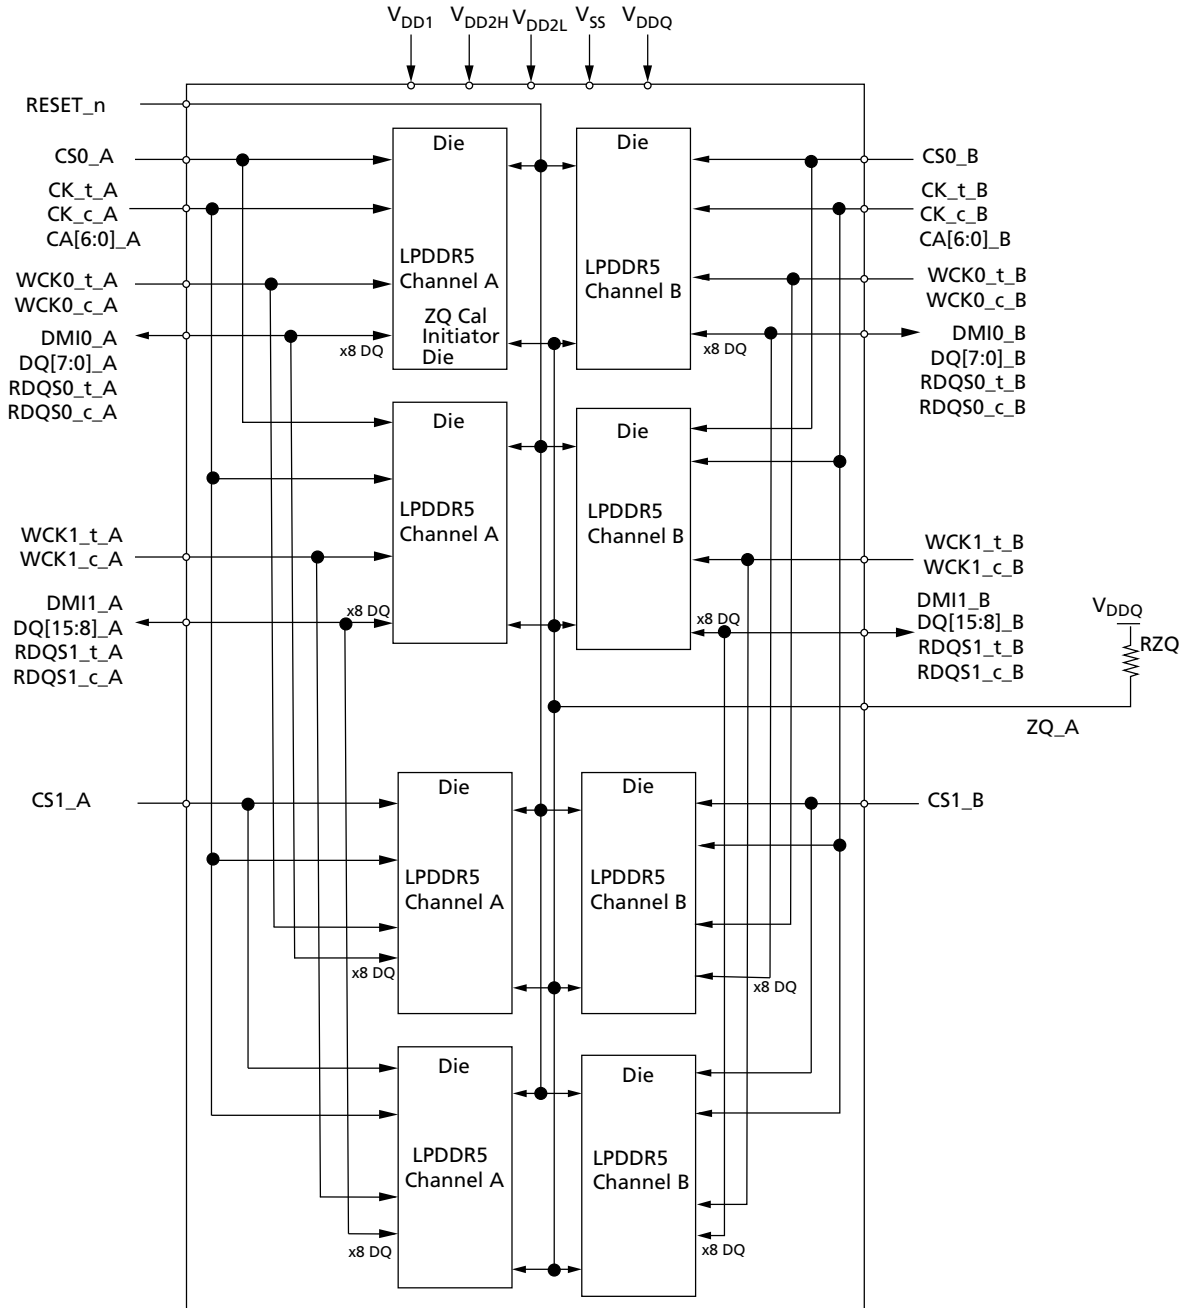 VDD1 VDD2H VDD2L VSS VDDQ
RESET_n
CS0_A
CK_t_A
CK_c_A
CA[6:0]_A
WCK0_t_A
WCK0_c_A
DMI0_A
DQ[7:0]_A
RDQS0_t_A
RDQS0_c_A
Die
LPDDR5
Channel A
ZQ Cal
Initiator
Die
x8 DQ
Die
LPDDR5
Channel B
x8 DQ
CS0_B
CK_t_B
CK_c_B
CA[6:0]_B
WCK0_t_B
WCK0_c_B
DMI0_B
DQ[7:0]_B
RDQS0_t_B
RDQS0_c_B
WCK1_t_A
WCK1_c_A
DMI1_A
DQ[15:8]_A
RDQS1_t_A
RDQS1_c_A
Die
LPDDR5
Channel A
x8 DQ
Die
LPDDR5
Channel B
x8 DQ
WCK1_t_B
WCK1_c_B
DMI1_B
DQ[15:8]_B
RDQS1_t_B
RDQS1_c_B
VDDQ
RZQ
ZQ_A
CS1_A
Die
LPDDR5
Channel A
x8 DQ
Die
LPDDR5
Channel B
x8 DQ
CS1_B
Die
LPDDR5
Channel A
x8 DQ
Die
LPDDR5
Channel B
x8 DQ